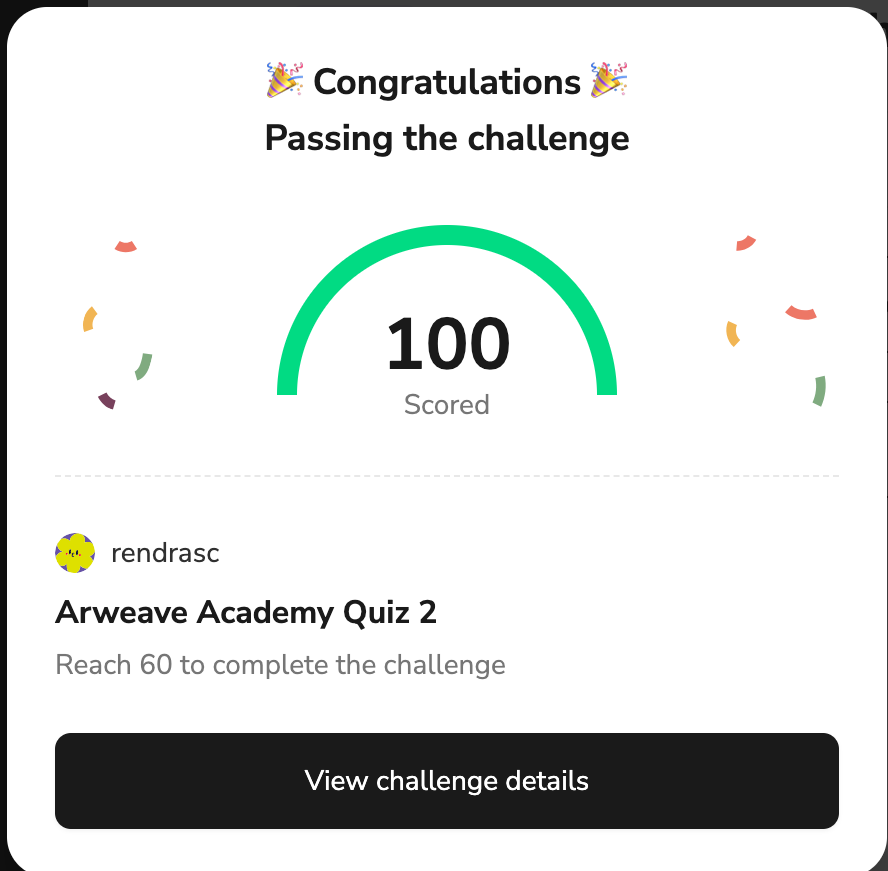 🎉 Congratulations 🎉
Passing the challenge
100
Scored
rendrasc
Arweave Academy Quiz 2
Reach 60 to complete the challenge
View challenge details